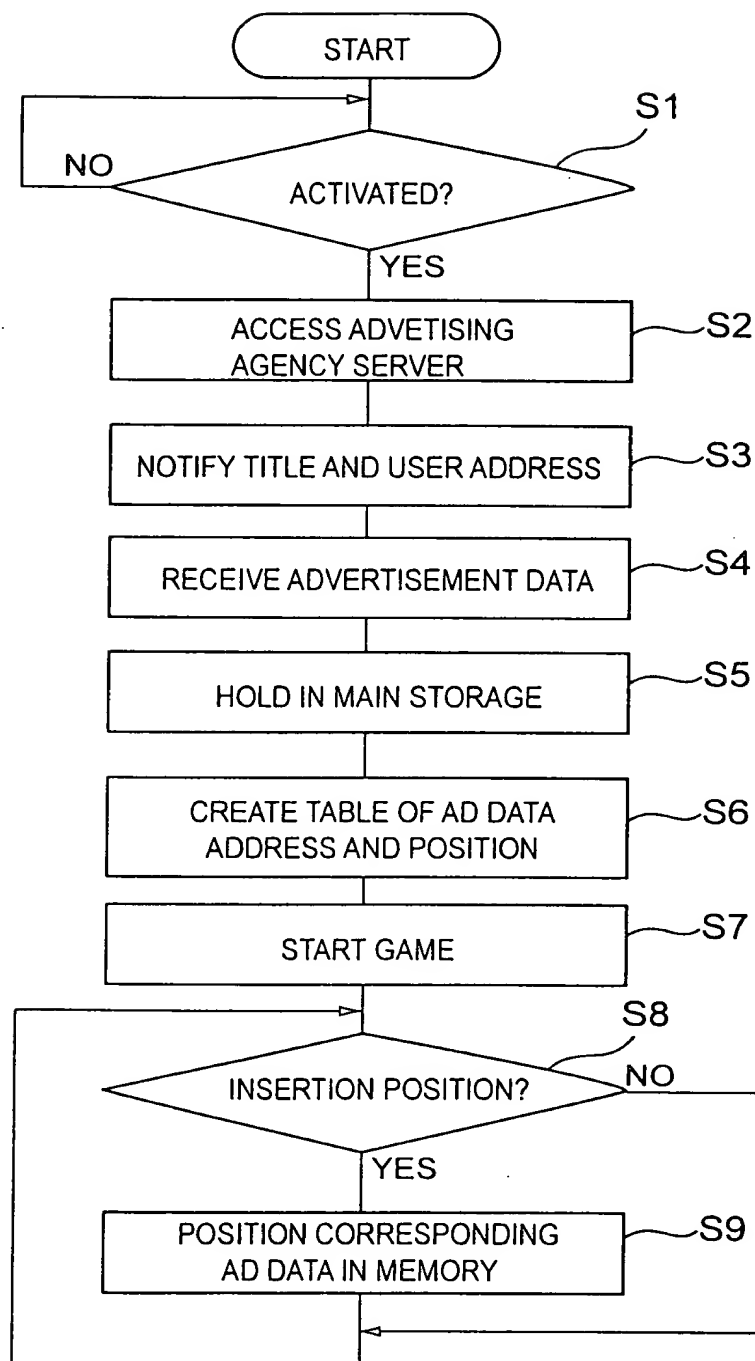 START
S1
NO
ACTIVATED?
YES
ACCESS ADVETISING
AGENCY SERVER
S2
NOTIFY TITLE AND USER ADDRESS
S3
RECEIVE ADVERTISEMENT DATA
S4
HOLD IN MAIN STORAGE
S5
CREATE TABLE OF AD DATA
ADDRESS AND POSITION
S6
START GAME
S7
S8
INSERTION POSITION?
NO
YES
POSITION CORRESPONDING
AD DATA IN MEMORY
S9